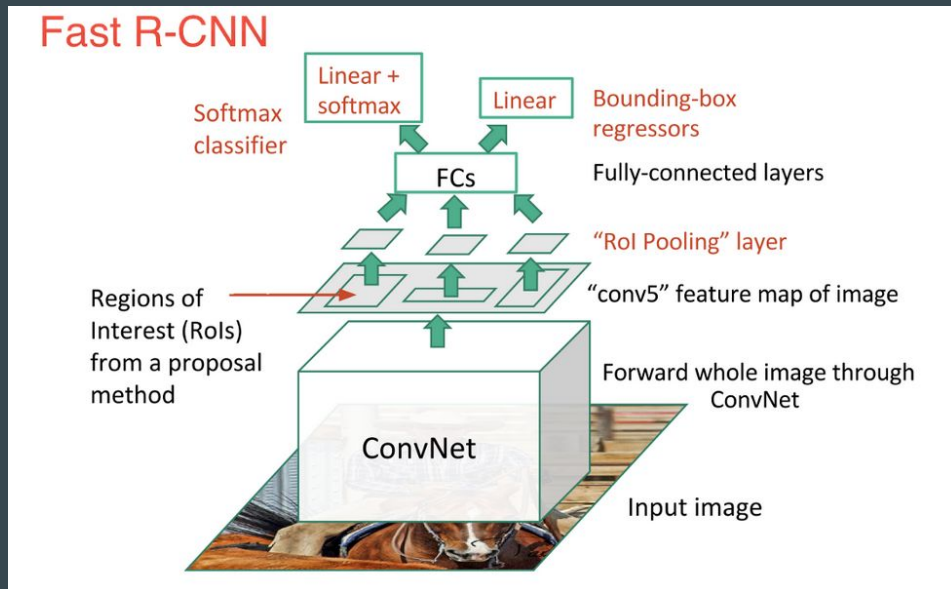 Fast R-CNN
Linear +
softmax
Linear
Softmax
classifier
Bounding-box
regressors
FCs
Fully-connected layers
“RoI Pooling” layer
Regions of
Interest (RoIs)
from a proposal
method
“conv5” feature map of image
Forward whole image through
ConvNet
ConvNet
Input image